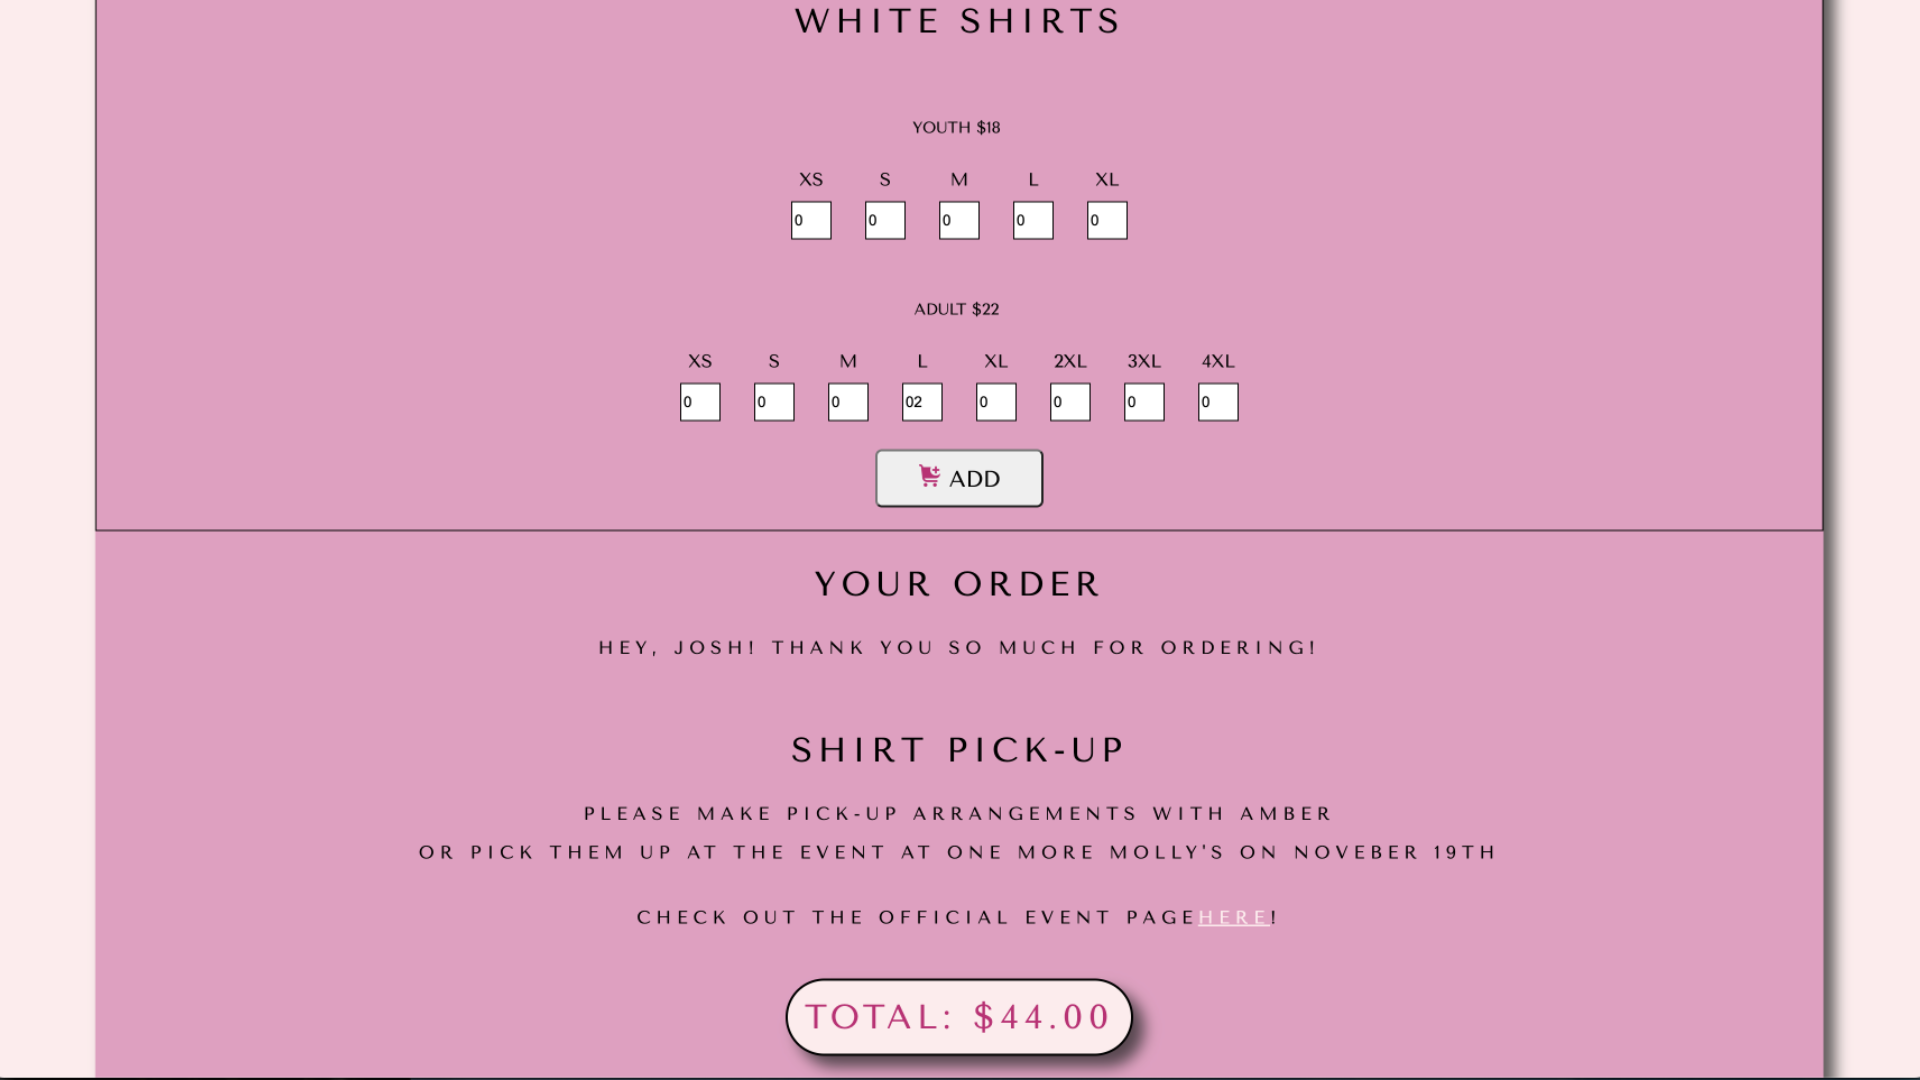 WHITE SHIRTS
YOUTH $18
XS S M L XL
0 0 0 0 0
ADULT $22
XS S M L XL 2XL 3XL 4XL
0 0 0 02 0 0 0 0
ADD
YOUR ORDER
HEY, JOSH! THANK YOU SO MUCH FOR ORDERING!
SHIRT PICK-UP
PLEASE MAKE PICK-UP ARRANGEMENTS WITH AMBER
OR PICK THEM UP AT THE EVENT AT ONE MORE MOLLY'S ON NOVEBER 19TH
CHECK OUT THE OFFICIAL EVENT PAGEHERE!
TOTAL: $44.00